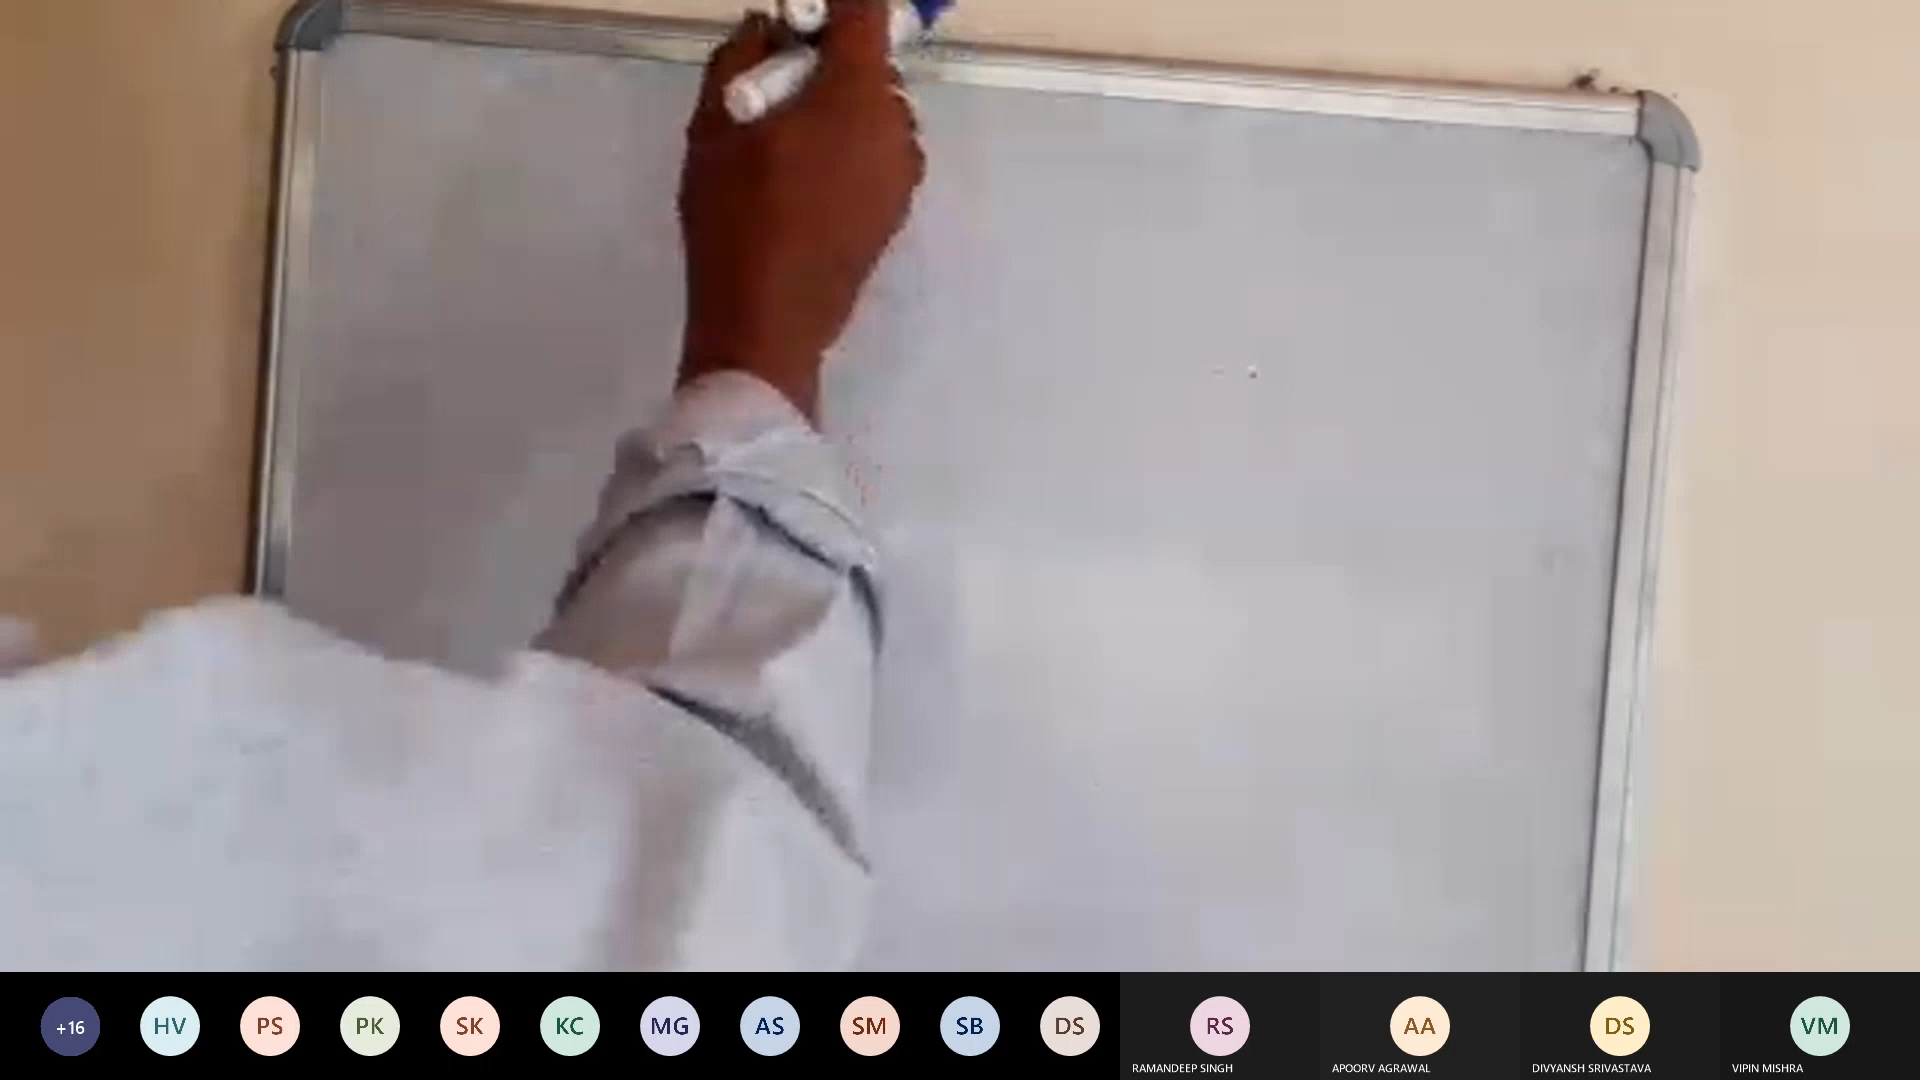 +16 HV PS PK SK KC MG AS SM SB DS RS AA DS VM
RAMANDEEP SINGH APOORV AGRAWAL DIVYANSH SRIVASTAVA VIPIN MISHRA